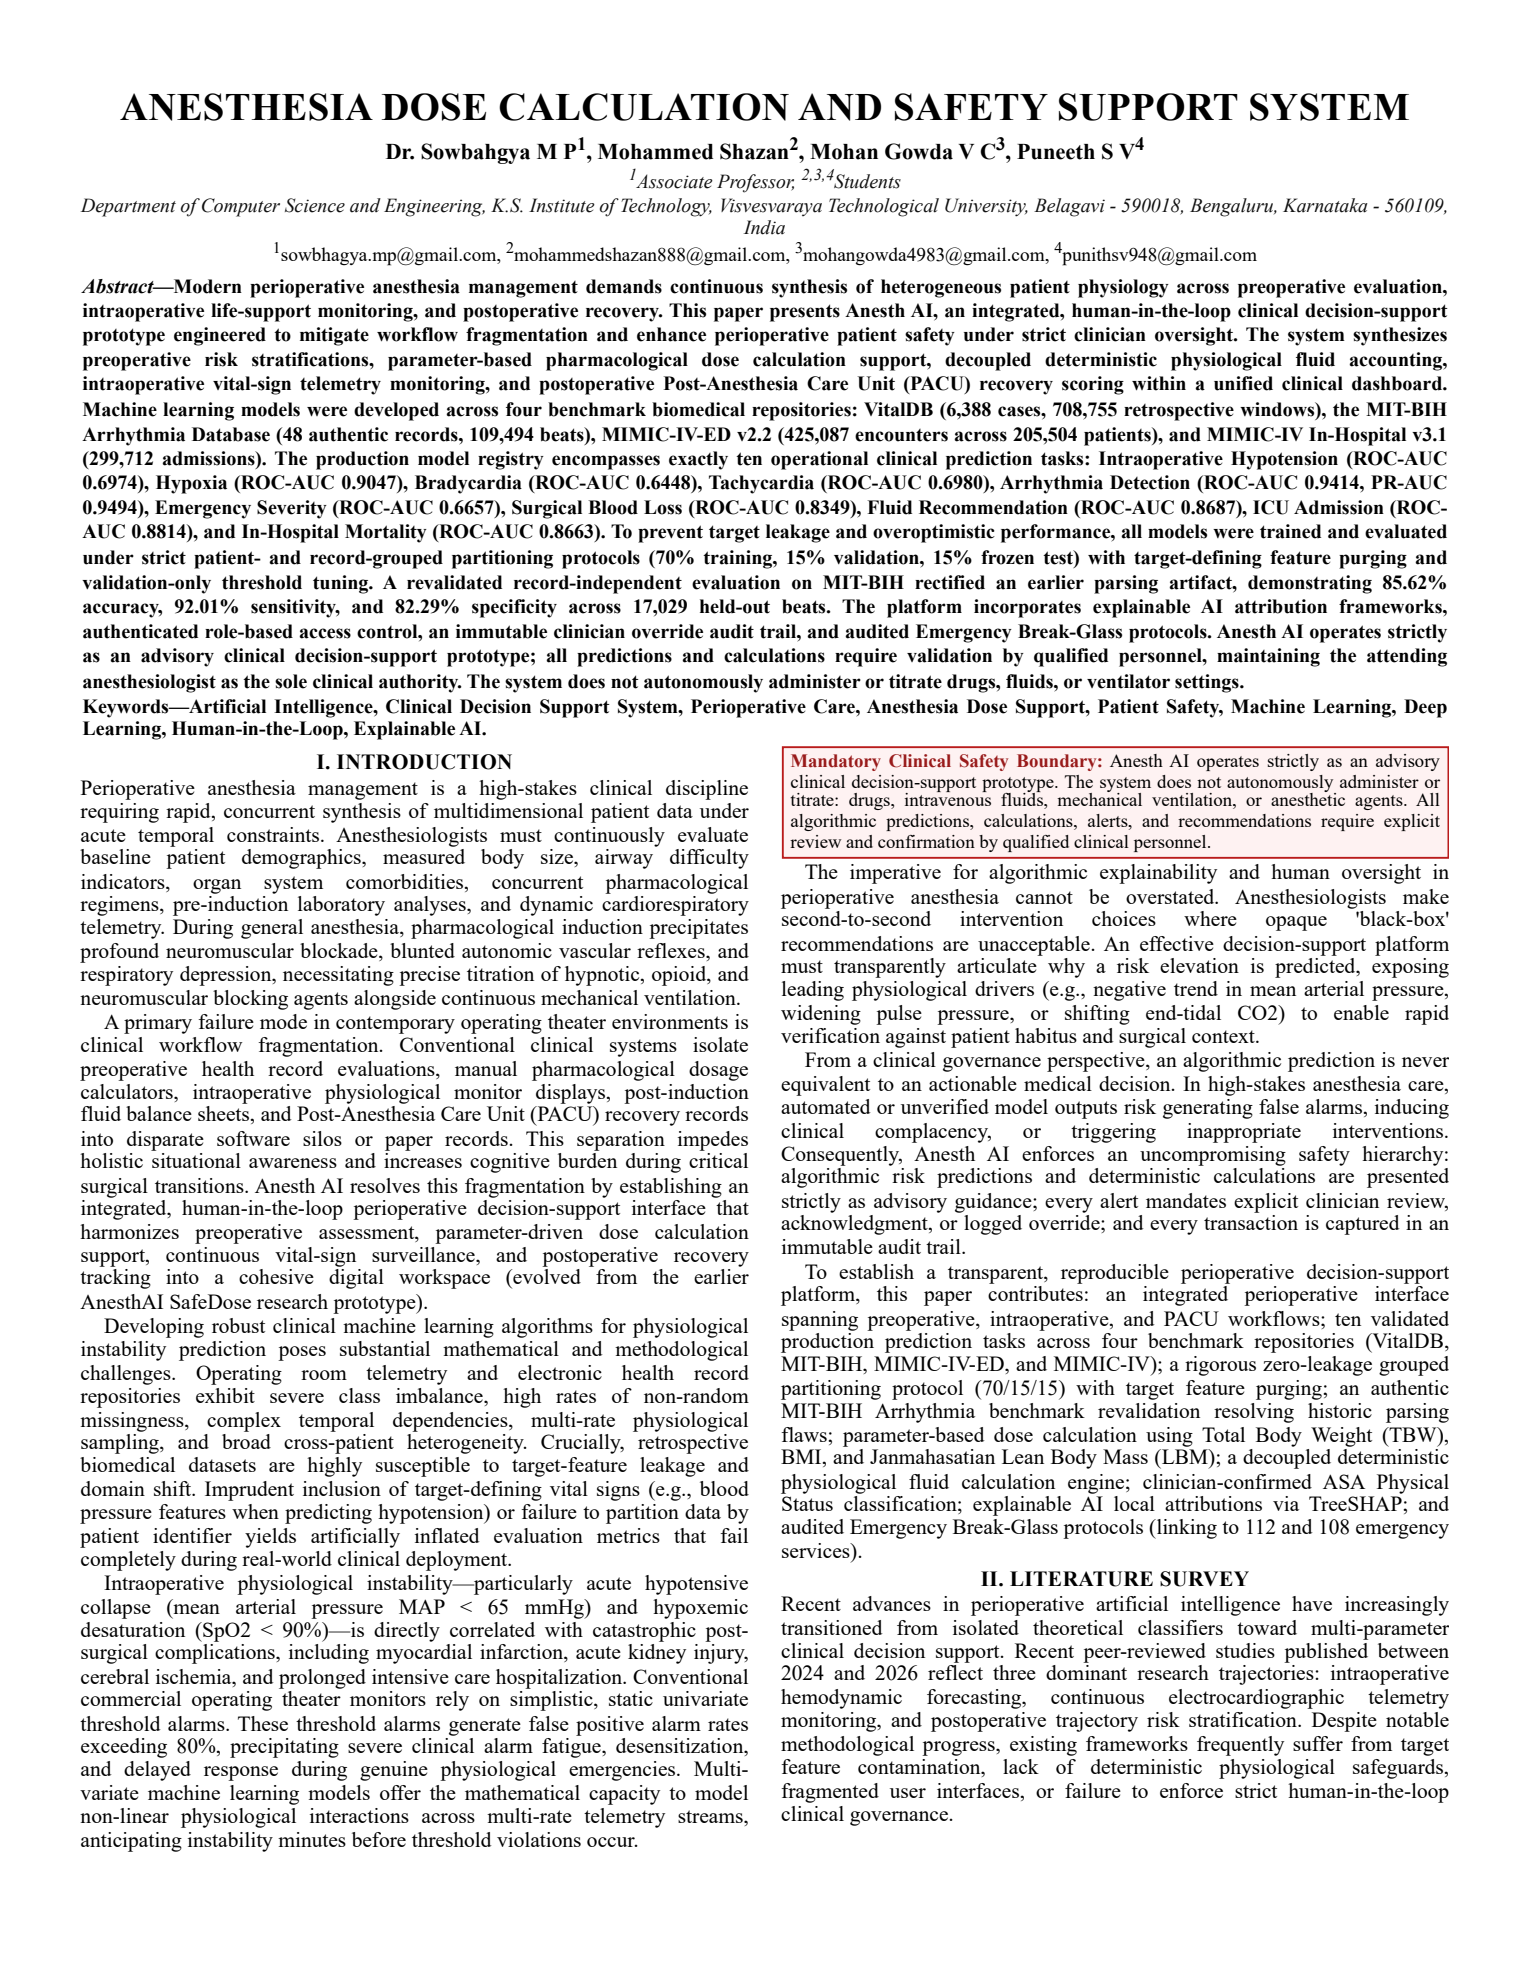 ANESTHESIA DOSE CALCULATION AND SAFETY SUPPORT SYSTEM
Dr. Sowbahgya M P1, Mohammed Shazan2, Mohan Gowda V C3, Puneeth S V4
1Associate Professor, 2,3,4Students
Department of Computer Science and Engineering, K.S. Institute of Technology, Visvesvaraya Technological University, Belagavi - 590018, Bengaluru, Karnataka - 560109,
India
1sowbhagya.mp@gmail.com, 2mohammedshazan888@gmail.com, 3mohangowda4983@gmail.com, 4punithsv948@gmail.com
Abstract—Modern perioperative anesthesia management demands continuous synthesis of heterogeneous patient physiology across preoperative evaluation,
intraoperative life-support monitoring, and postoperative recovery. This paper presents Anesth AI, an integrated, human-in-the-loop clinical decision-support
prototype engineered to mitigate workflow fragmentation and enhance perioperative patient safety under strict clinician oversight. The system synthesizes
preoperative risk stratifications, parameter-based pharmacological dose calculation support, decoupled deterministic physiological fluid accounting,
intraoperative vital-sign telemetry monitoring, and postoperative Post-Anesthesia Care Unit (PACU) recovery scoring within a unified clinical dashboard.
Machine learning models were developed across four benchmark biomedical repositories: VitalDB (6,388 cases, 708,755 retrospective windows), the MIT-BIH
Arrhythmia Database (48 authentic records, 109,494 beats), MIMIC-IV-ED v2.2 (425,087 encounters across 205,504 patients), and MIMIC-IV In-Hospital v3.1
(299,712 admissions). The production model registry encompasses exactly ten operational clinical prediction tasks: Intraoperative Hypotension (ROC-AUC
0.6974), Hypoxia (ROC-AUC 0.9047), Bradycardia (ROC-AUC 0.6448), Tachycardia (ROC-AUC 0.6980), Arrhythmia Detection (ROC-AUC 0.9414, PR-AUC
0.9494), Emergency Severity (ROC-AUC 0.6657), Surgical Blood Loss (ROC-AUC 0.8349), Fluid Recommendation (ROC-AUC 0.8687), ICU Admission (ROC-
AUC 0.8814), and In-Hospital Mortality (ROC-AUC 0.8663). To prevent target leakage and overoptimistic performance, all models were trained and evaluated
under strict patient- and record-grouped partitioning protocols (70% training, 15% validation, 15% frozen test) with target-defining feature purging and
validation-only threshold tuning. A revalidated record-independent evaluation on MIT-BIH rectified an earlier parsing artifact, demonstrating 85.62%
accuracy, 92.01% sensitivity, and 82.29% specificity across 17,029 held-out beats. The platform incorporates explainable AI attribution frameworks,
authenticated role-based access control, an immutable clinician override audit trail, and audited Emergency Break-Glass protocols. Anesth AI operates strictly
as an advisory clinical decision-support prototype; all predictions and calculations require validation by qualified personnel, maintaining the attending
anesthesiologist as the sole clinical authority. The system does not autonomously administer or titrate drugs, fluids, or ventilator settings.
Keywords—Artificial Intelligence, Clinical Decision Support System, Perioperative Care, Anesthesia Dose Support, Patient Safety, Machine Learning, Deep
Learning, Human-in-the-Loop, Explainable AI.
I. INTRODUCTION
Perioperative anesthesia management is a high-stakes clinical discipline
requiring rapid, concurrent synthesis of multidimensional patient data under
acute temporal constraints. Anesthesiologists must continuously evaluate
baseline patient demographics, measured body size, airway difficulty
indicators, organ system comorbidities, concurrent pharmacological
regimens, pre-induction laboratory analyses, and dynamic cardiorespiratory
telemetry. During general anesthesia, pharmacological induction precipitates
profound neuromuscular blockade, blunted autonomic vascular reflexes, and
respiratory depression, necessitating precise titration of hypnotic, opioid, and
neuromuscular blocking agents alongside continuous mechanical ventilation.
A primary failure mode in contemporary operating theater environments is
clinical workflow fragmentation. Conventional clinical systems isolate
preoperative health record evaluations, manual pharmacological dosage
calculators, intraoperative physiological monitor displays, post-induction
fluid balance sheets, and Post-Anesthesia Care Unit (PACU) recovery records
into disparate software silos or paper records. This separation impedes
holistic situational awareness and increases cognitive burden during critical
surgical transitions. Anesth AI resolves this fragmentation by establishing an
integrated, human-in-the-loop perioperative decision-support interface that
harmonizes preoperative assessment, parameter-driven dose calculation
support, continuous vital-sign surveillance, and postoperative recovery
tracking into a cohesive digital workspace (evolved from the earlier
AnesthAI SafeDose research prototype).
Developing robust clinical machine learning algorithms for physiological
instability prediction poses substantial mathematical and methodological
challenges. Operating room telemetry and electronic health record
repositories exhibit severe class imbalance, high rates of non-random
missingness, complex temporal dependencies, multi-rate physiological
sampling, and broad cross-patient heterogeneity. Crucially, retrospective
biomedical datasets are highly susceptible to target-feature leakage and
domain shift. Imprudent inclusion of target-defining vital signs (e.g., blood
pressure features when predicting hypotension) or failure to partition data by
patient identifier yields artificially inflated evaluation metrics that fail
completely during real-world clinical deployment.
Intraoperative physiological instability—particularly acute hypotensive
collapse (mean arterial pressure MAP < 65 mmHg) and hypoxemic
desaturation (SpO2 < 90%)—is directly correlated with catastrophic post-
surgical complications, including myocardial infarction, acute kidney injury,
cerebral ischemia, and prolonged intensive care hospitalization. Conventional
commercial operating theater monitors rely on simplistic, static univariate
threshold alarms. These threshold alarms generate false positive alarm rates
exceeding 80%, precipitating severe clinical alarm fatigue, desensitization,
and delayed response during genuine physiological emergencies. Multi-
variate machine learning models offer the mathematical capacity to model
non-linear physiological interactions across multi-rate telemetry streams,
anticipating instability minutes before threshold violations occur.
Mandatory Clinical Safety Boundary: Anesth AI operates strictly as an advisory
clinical decision-support prototype. The system does not autonomously administer or
titrate: drugs, intravenous fluids, mechanical ventilation, or anesthetic agents. All
algorithmic predictions, calculations, alerts, and recommendations require explicit
review and confirmation by qualified clinical personnel.
The imperative for algorithmic explainability and human oversight in
perioperative anesthesia cannot be overstated. Anesthesiologists make
second-to-second intervention choices where opaque 'black-box'
recommendations are unacceptable. An effective decision-support platform
must transparently articulate why a risk elevation is predicted, exposing
leading physiological drivers (e.g., negative trend in mean arterial pressure,
widening pulse pressure, or shifting end-tidal CO2) to enable rapid
verification against patient habitus and surgical context.
From a clinical governance perspective, an algorithmic prediction is never
equivalent to an actionable medical decision. In high-stakes anesthesia care,
automated or unverified model outputs risk generating false alarms, inducing
clinical complacency, or triggering inappropriate interventions.
Consequently, Anesth AI enforces an uncompromising safety hierarchy:
algorithmic risk predictions and deterministic calculations are presented
strictly as advisory guidance; every alert mandates explicit clinician review,
acknowledgment, or logged override; and every transaction is captured in an
immutable audit trail.
To establish a transparent, reproducible perioperative decision-support
platform, this paper contributes: an integrated perioperative interface
spanning preoperative, intraoperative, and PACU workflows; ten validated
production prediction tasks across four benchmark repositories (VitalDB,
MIT-BIH, MIMIC-IV-ED, and MIMIC-IV); a rigorous zero-leakage grouped
partitioning protocol (70/15/15) with target feature purging; an authentic
MIT-BIH Arrhythmia benchmark revalidation resolving historic parsing
flaws; parameter-based dose calculation using Total Body Weight (TBW),
BMI, and Janmahasatian Lean Body Mass (LBM); a decoupled deterministic
physiological fluid calculation engine; clinician-confirmed ASA Physical
Status classification; explainable AI local attributions via TreeSHAP; and
audited Emergency Break-Glass protocols (linking to 112 and 108 emergency
services).
II. LITERATURE SURVEY
Recent advances in perioperative artificial intelligence have increasingly
transitioned from isolated theoretical classifiers toward multi-parameter
clinical decision support. Recent peer-reviewed studies published between
2024 and 2026 reflect three dominant research trajectories: intraoperative
hemodynamic forecasting, continuous electrocardiographic telemetry
monitoring, and postoperative trajectory risk stratification. Despite notable
methodological progress, existing frameworks frequently suffer from target
feature contamination, lack of deterministic physiological safeguards,
fragmented user interfaces, or failure to enforce strict human-in-the-loop
clinical governance.